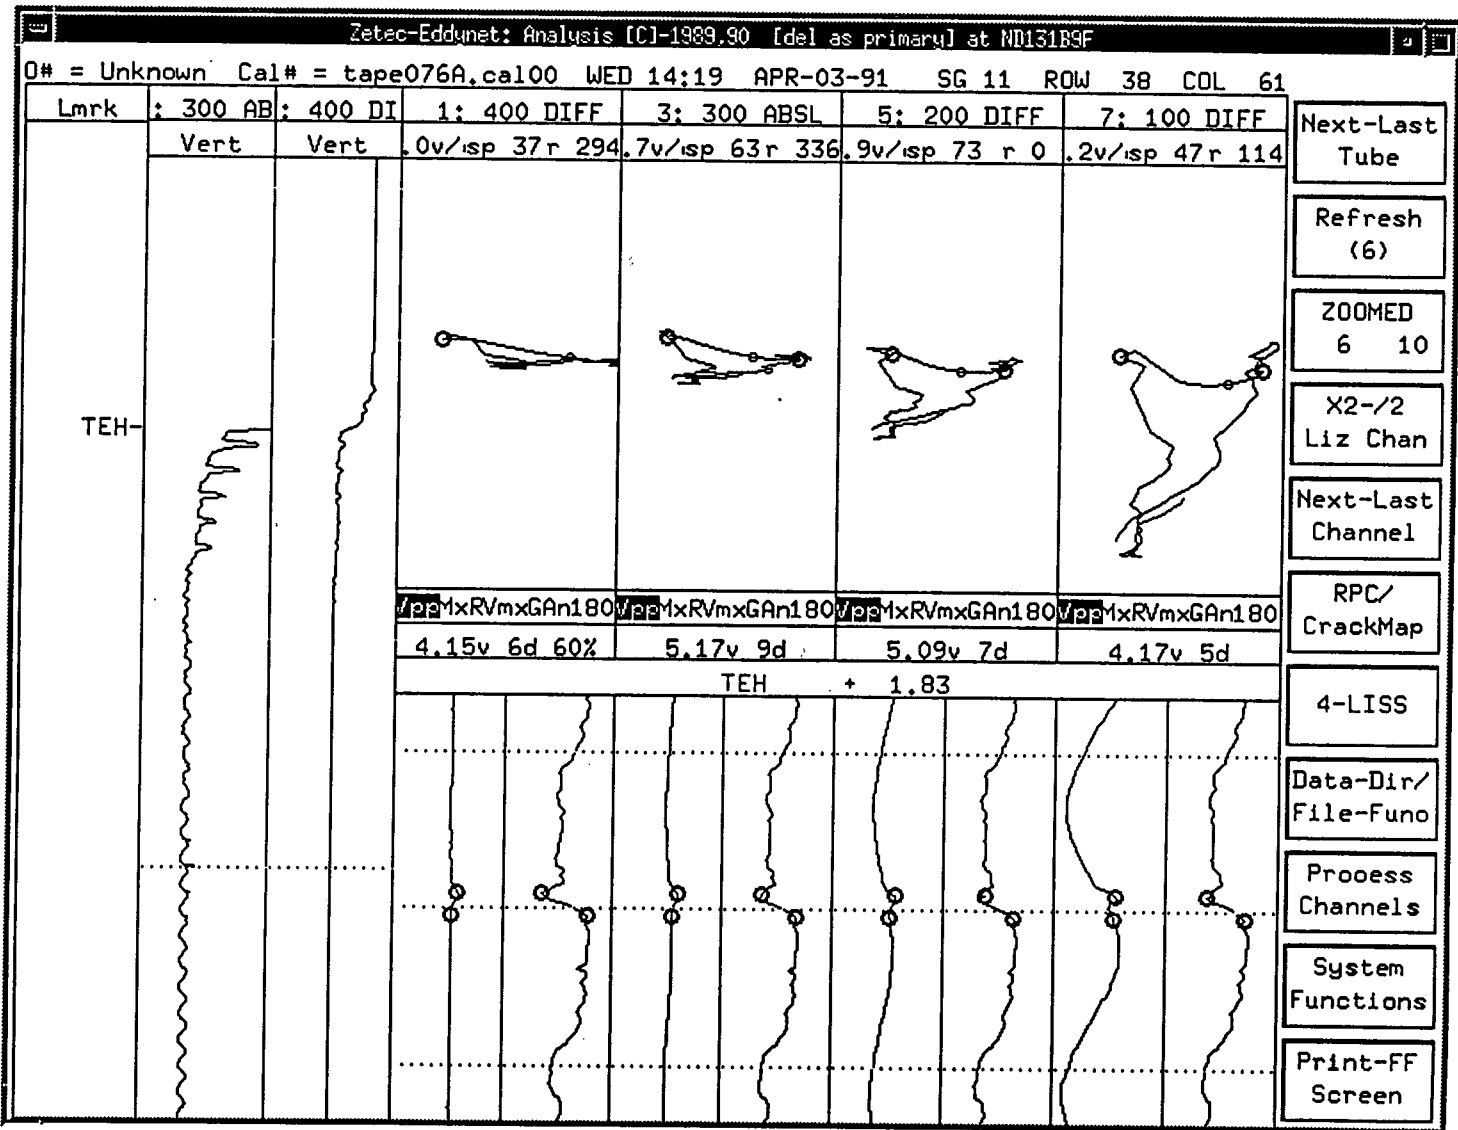 Zetec-Eddynet: Analysis [C]-1989,90 [del as primary] at ND131B9F
O# = Unknown Cal# = tape076A.cal00 WED 14:19 APR-03-91 SG 11 ROW 38 COL 61
Lmrk : 300 AB : 400 DI 1: 400 DIFF 3: 300 ABSL 5: 200 DIFF 7: 100 DIFF
Vert Vert .0v/sp 37 r 294 .7v/sp 63 r 336 .9v/sp 73 r 0 .2v/sp 47 r 114
TEH
VppMxRVmxGAn180 VppMxRVmxGAn180 VppMxRVmxGAn180 VppMxRVmxGAn180
4.15v 6d 60% 5.17v 9d 5.09v 7d 4.17v 5d
TEH + 1.83
Next-Last
Tube
Refresh
(6)
ZOOMED
6 10
X2-/2
Liz Chan
Next-Last
Channel
RPC/
CrackMap
4-LISS
Data-Dir/
File-Func
Process
Channels
System
Functions
Print-FF
Screen